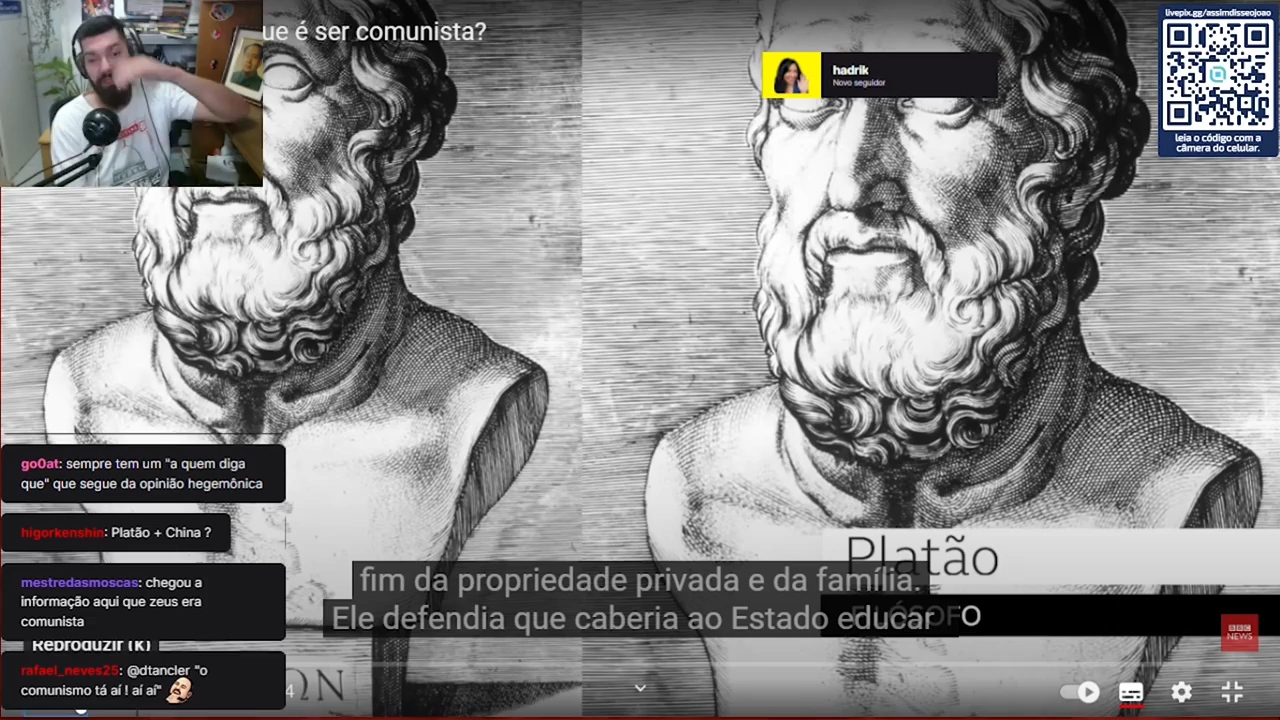 ue é ser comunista?
livepix.gg/assimdisseojoao
leia o código com a
câmera do celular.
hadrik
Novo seguidor
go0at: sempre tem um "a quem diga
que" que segue da opinião hegemônica
higorkenshin: Platão + China ?
mestredasmoscas: chegou a
informação aqui que zeus era
comunista
Reproduzir (k)
rafael_neves25: @dtancler "o
comunismo tá aí ! aí aí"
Platão
FILÓSOFO
fim da propriedade privada e da família.
Ele defendia que caberia ao Estado educar
BBC
NEWS
4
ΩN